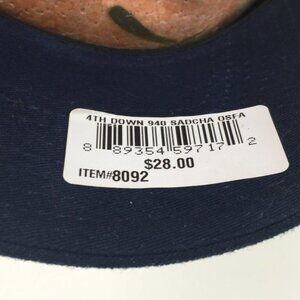 4TH DOWN 940 SADCHA OSFA
8 89354 59717 2
$28.00
ITEM#8092